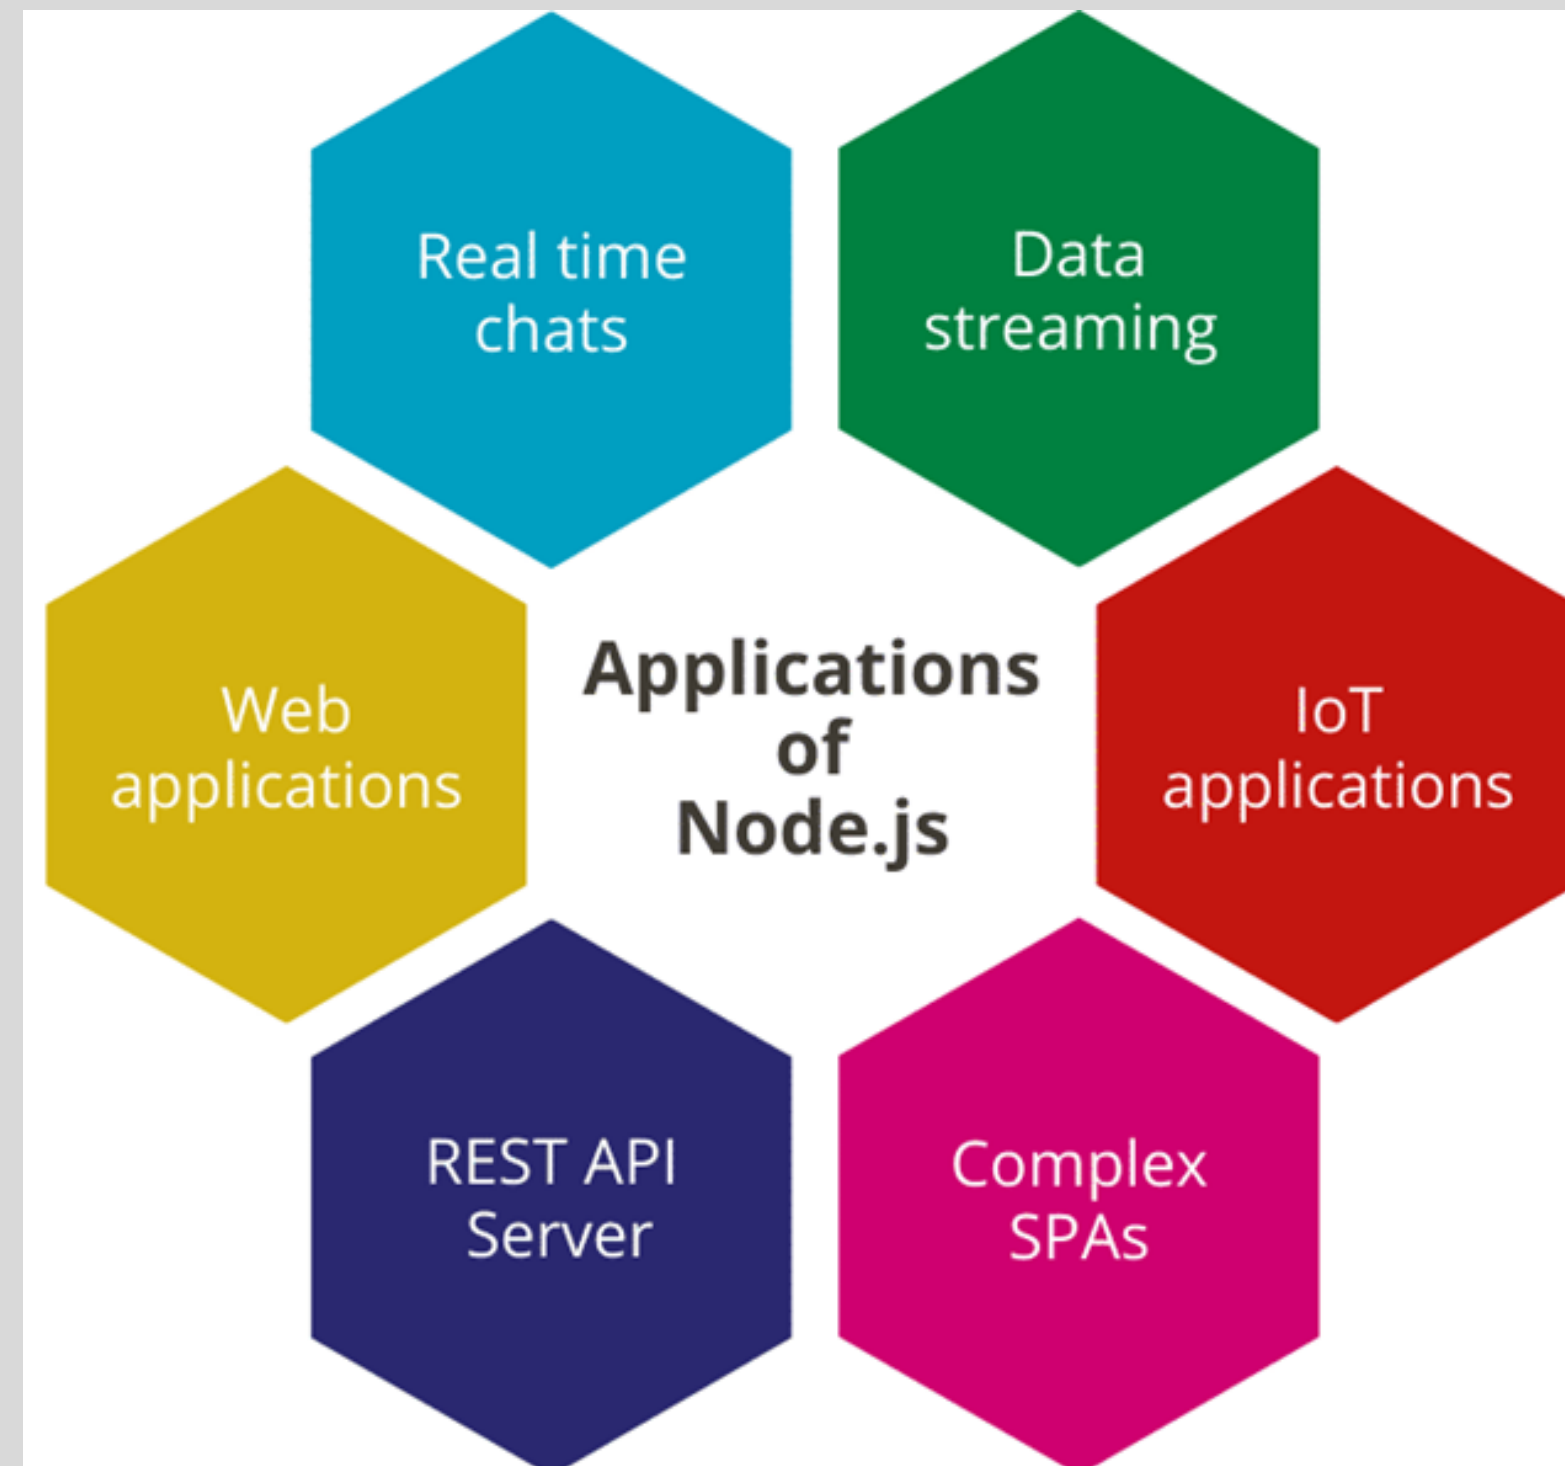 Real time
chats
Data
streaming
Web
applications
Applications
of
Node.js
IoT
applications
REST API
Server
Complex
SPAs